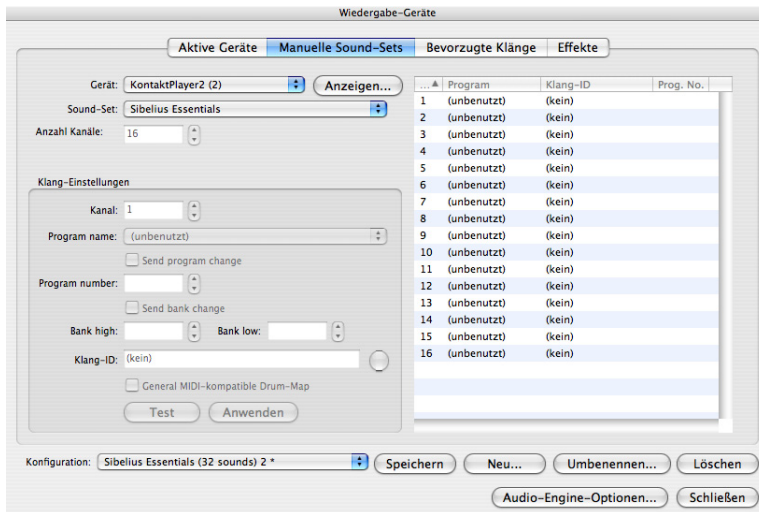 Wiedergabe-Geräte
Aktive Geräte Manuelle Sound-Sets Bevorzugte Klänge Effekte
Gerät: KontaktPlayer2 (2) Anzeigen...
Sound-Set: Sibelius Essentials
Anzahl Kanäle: 16
Klang-Einstellungen
Kanal: 1
Program name: (unbenutzt)
Send program change
Program number:
Send bank change
Bank high: Bank low:
Klang-ID: (kein)
General MIDI-kompatible Drum-Map
Test Anwenden
... Program Klang-ID Prog. No.
1 (unbenutzt) (kein)
2 (unbenutzt) (kein)
3 (unbenutzt) (kein)
4 (unbenutzt) (kein)
5 (unbenutzt) (kein)
6 (unbenutzt) (kein)
7 (unbenutzt) (kein)
8 (unbenutzt) (kein)
9 (unbenutzt) (kein)
10 (unbenutzt) (kein)
11 (unbenutzt) (kein)
12 (unbenutzt) (kein)
13 (unbenutzt) (kein)
14 (unbenutzt) (kein)
15 (unbenutzt) (kein)
16 (unbenutzt) (kein)
Konfiguration: Sibelius Essentials (32 sounds) 2 * Speichern Neu... Umbenennen... Löschen
Audio-Engine-Optionen... Schließen